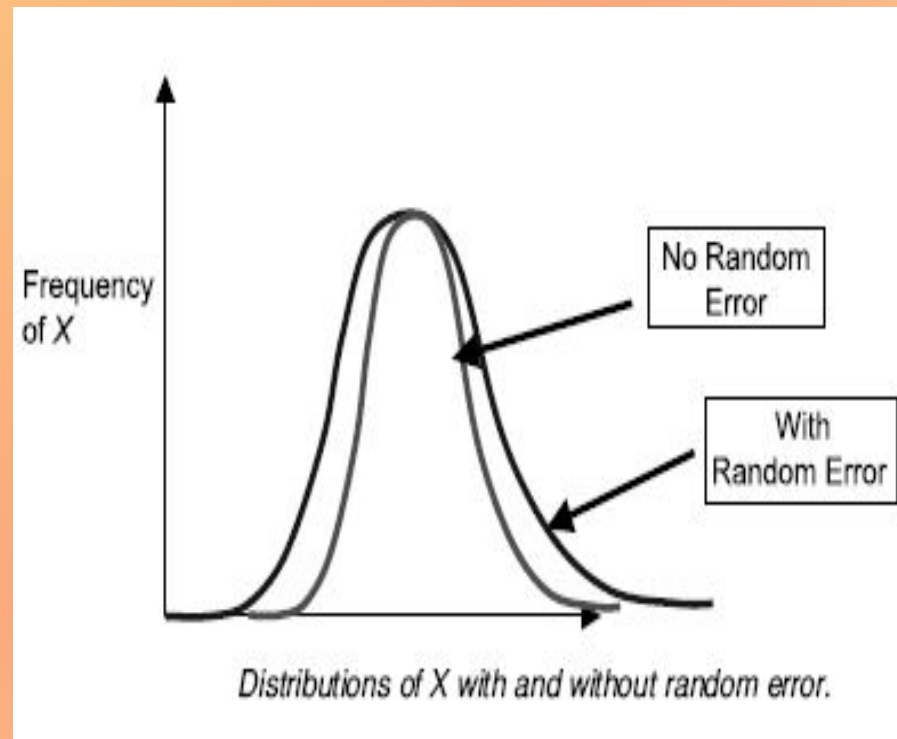 No Random
Error
Frequency
of X
With
Random Error
Distributions of X with and without random error.